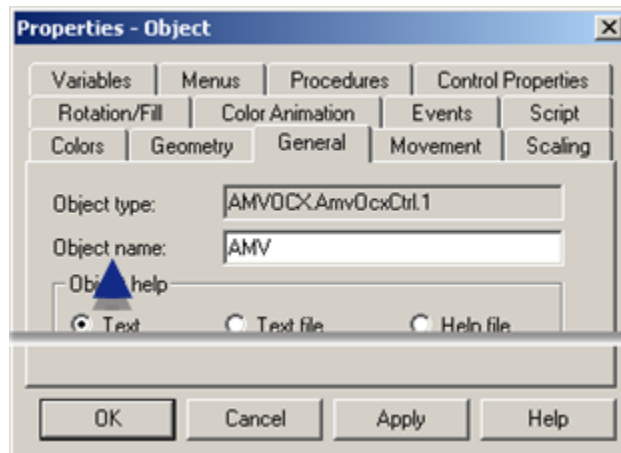 Properties - Object
Variables Menus Procedures Control Properties
Rotation/Fill Color Animation Events Script
Colors Geometry General Movement Scaling
Object type: AMVOCX.AmvOcxCtrl.1
Object name: AMV
help
Text Text file Help file
OK Cancel Apply Help